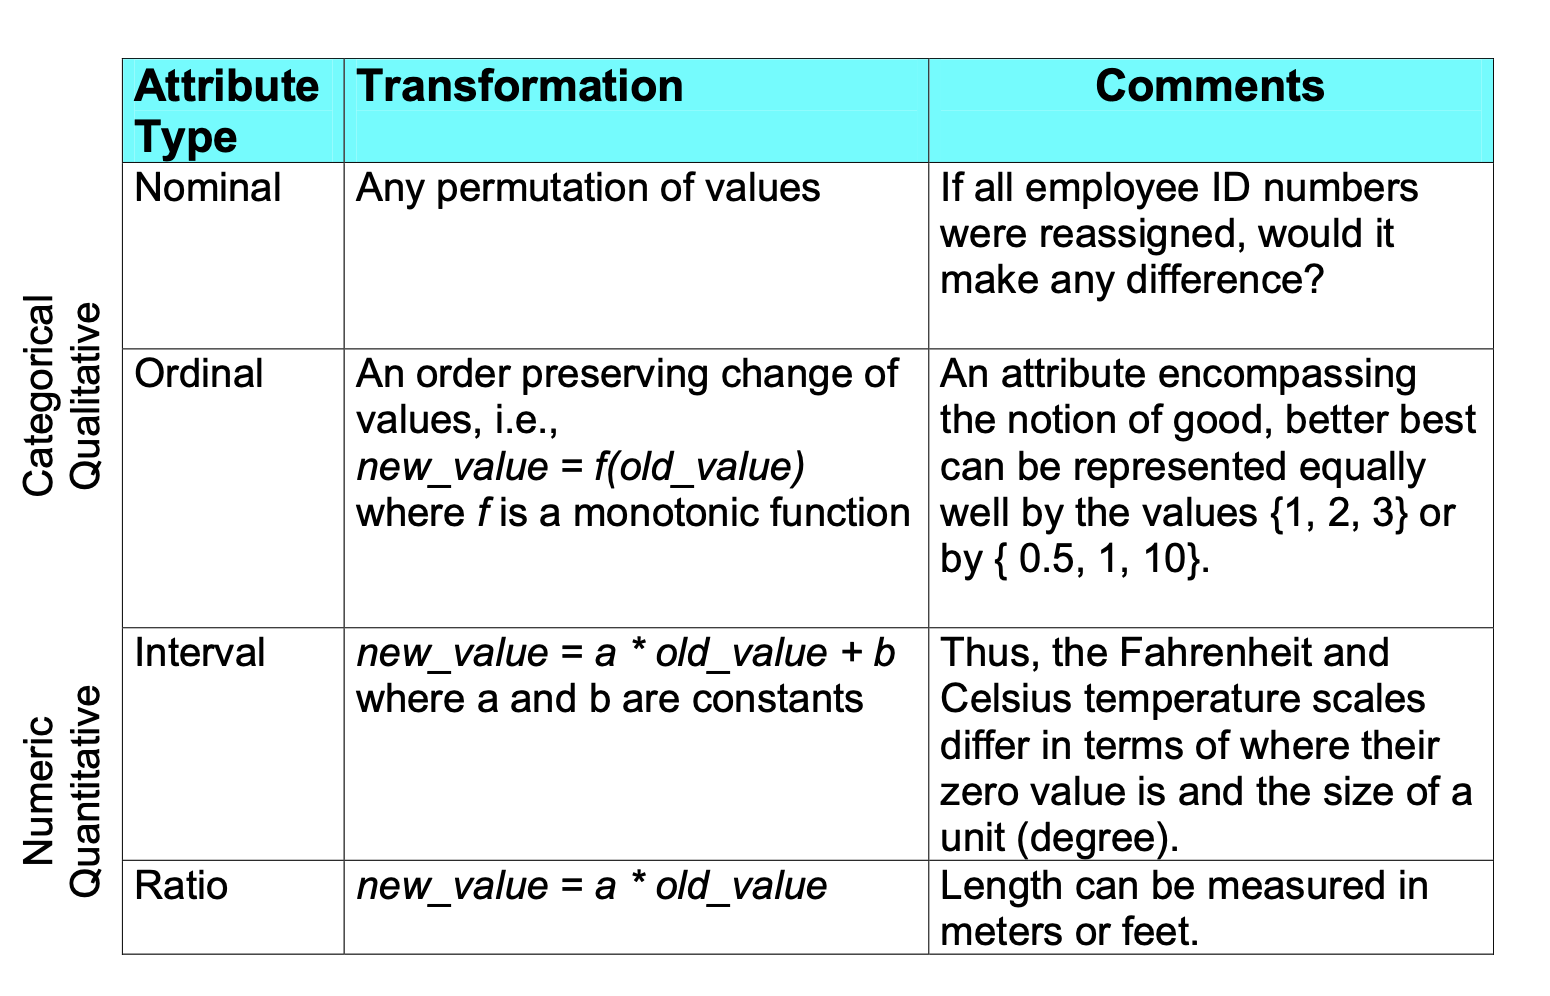 Attribute Type
Transformation
Comments
Categorical
Qualitative
Nominal
Any permutation of values
If all employee ID numbers
were reassigned, would it
make any difference?
Ordinal
An order preserving change of
values, i.e.,
new_value = f(old_value)
where f is a monotonic function
An attribute encompassing
the notion of good, better best
can be represented equally
well by the values {1, 2, 3} or
by { 0.5, 1, 10}.
Numeric
Quantitative
Interval
new_value = a * old_value + b
where a and b are constants
Thus, the Fahrenheit and
Celsius temperature scales
differ in terms of where their
zero value is and the size of a
unit (degree).
Ratio
new_value = a * old_value
Length can be measured in
meters or feet.